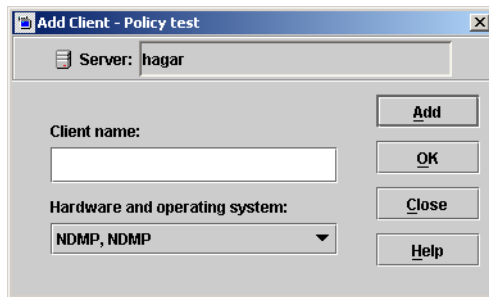 Add Client - Policy test
Server: hagar
Client name:
Hardware and operating system:
NDMP, NDMP
Add
OK
Close
Help